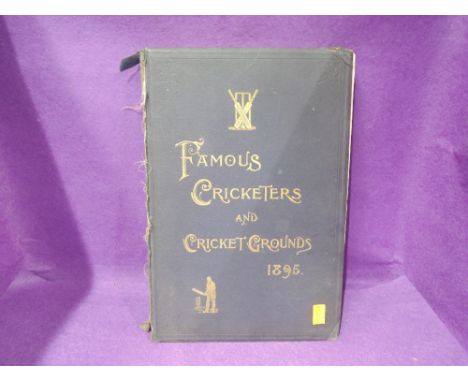 FAMOUS
CRICKETERS
AND
CRICKET GROUNDS
1895.